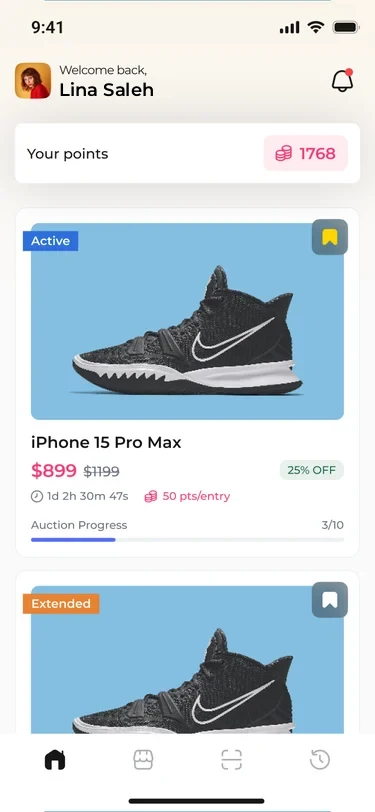 9:41
Welcome back,
Lina Saleh
Your points
1768
Active
iPhone 15 Pro Max
$899 $1199
25% OFF
1d 2h 30m 47s
50 pts/entry
Auction Progress
3/10
Extended